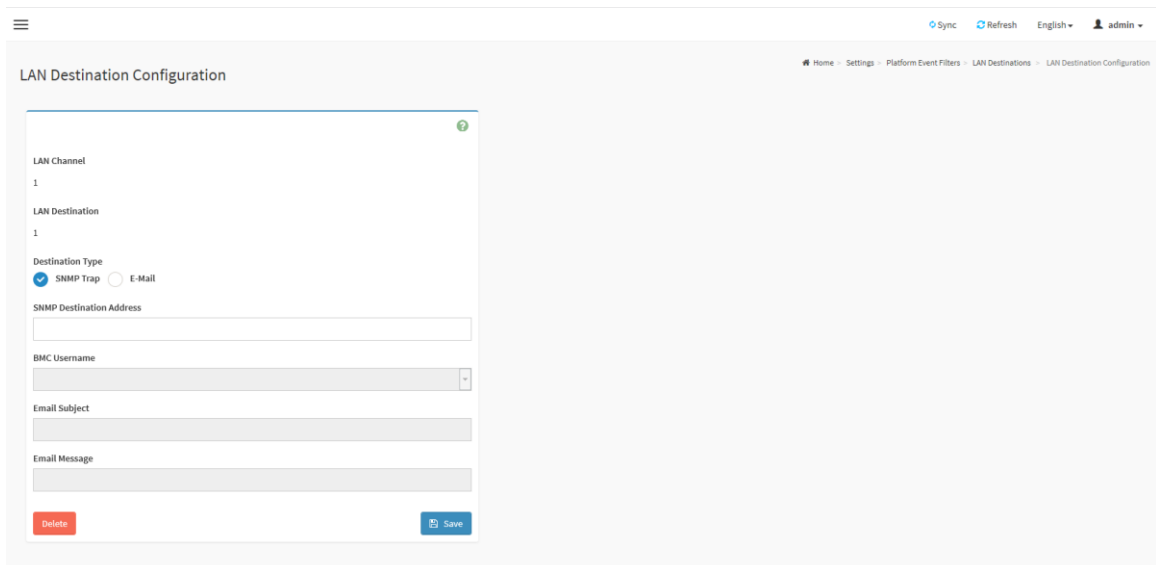 Sync Refresh English admin
LAN Destination Configuration
Home > Settings > Platform Event Filters > LAN Destinations > LAN Destination Configuration
LAN Channel
1
LAN Destination
1
Destination Type
SNMP Trap E-Mail
SNMP Destination Address
BMC Username
Email Subject
Email Message
Delete Save